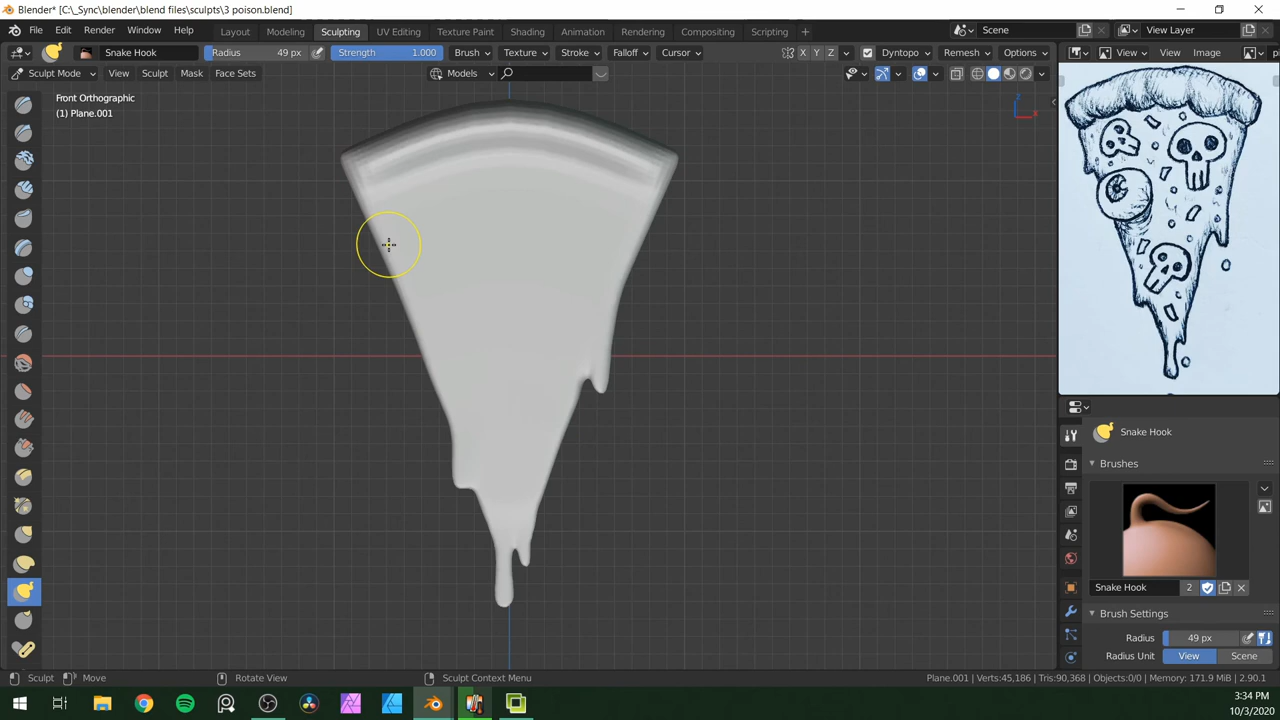 Blender* [C:\_Sync\blender\blend files\sculpts\3 poison.blend]
File Edit Render Window Help Layout Modeling Sculpting UV Editing Texture Paint Shading Animation Rendering Compositing Scripting + Scene View Layer
Snake Hook Radius 49 px Strength 1.000 Brush Texture Stroke Falloff Cursor X Y Z Dyntopo Remesh Options View View Image
Sculpt Mode View Sculpt Mask Face Sets Models
Front Orthographic
(1) Plane.001
Z
X
Snake Hook
Brushes
Snake Hook 2
Brush Settings
Radius 49 px
Radius Unit View Scene
Sculpt Move Rotate View Sculpt Context Menu Plane.001 | Verts:45,186 | Tris:90,368 | Objects:0/0 | Memory: 171.9 MiB | 2.90.1
3:34 PM
10/3/2020